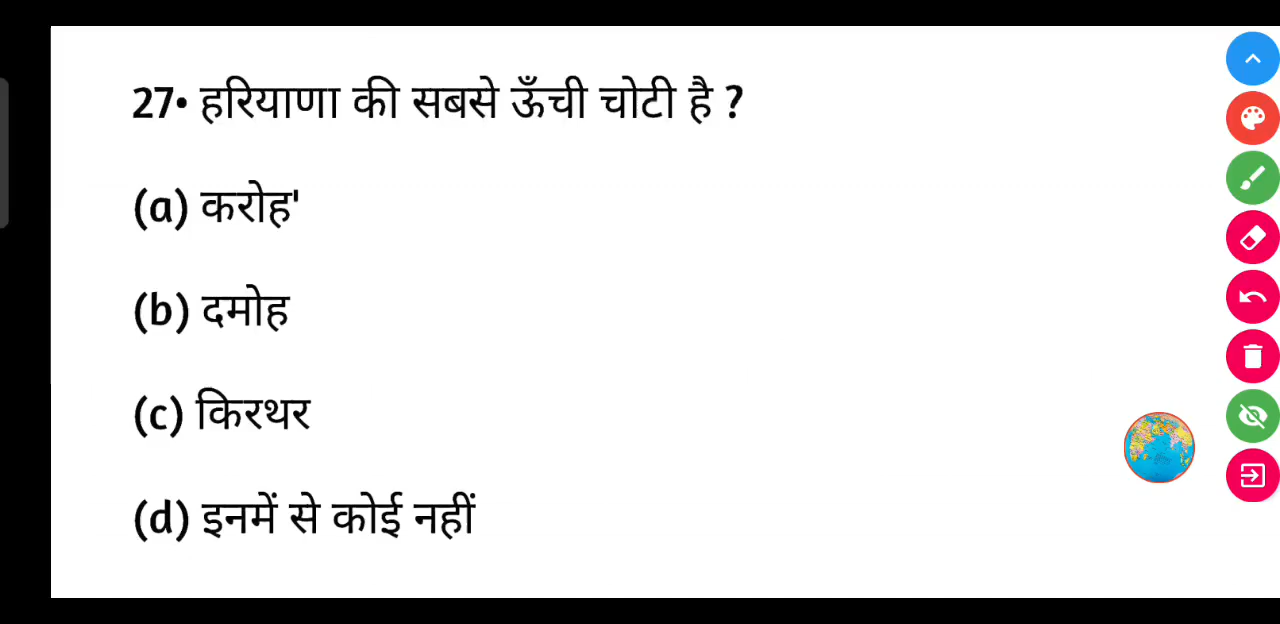 27• हरियाणा की सबसे ऊँची चोटी है ?
(a) करोह'
(b) दमोह
(c) किरथर
(d) इनमें से कोई नहीं